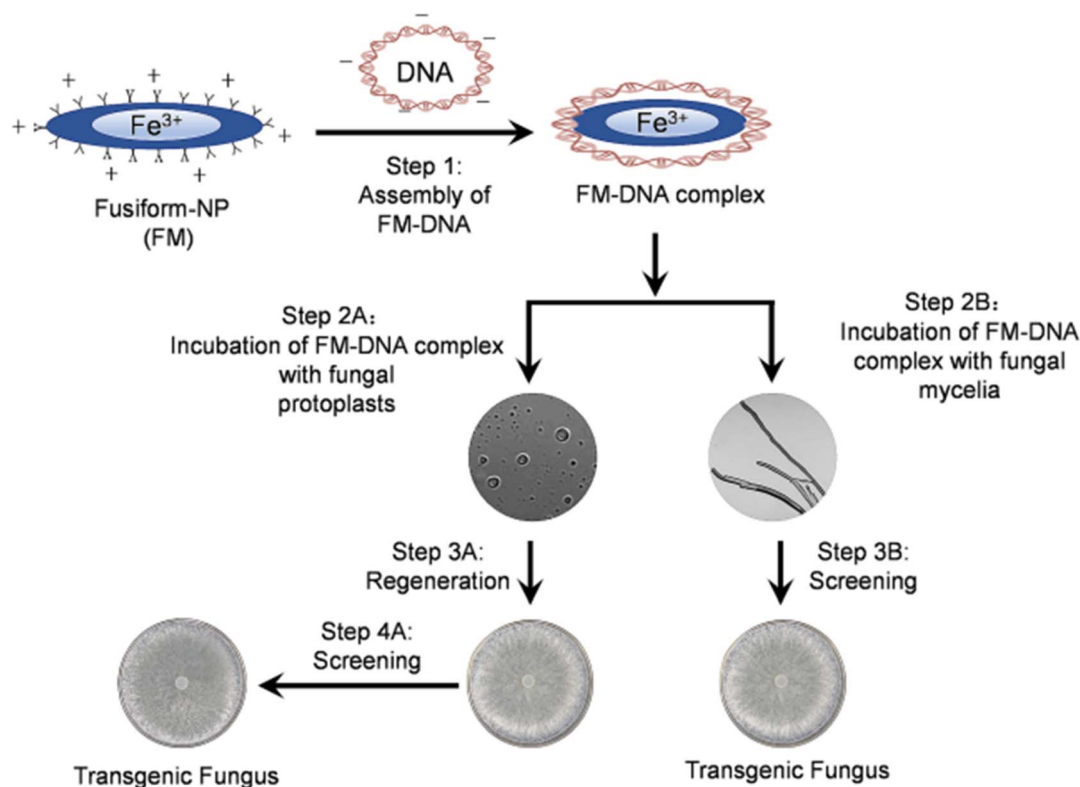 Fe3+
Fusiform-NP
(FM)
DNA
Step 1:
Assembly of
FM-DNA
Fe3+
FM-DNA complex
Step 2A:
Incubation of FM-DNA complex
with fungal
protoplasts
Step 2B:
Incubation of FM-DNA
complex with fungal
mycelia
Step 3A:
Regeneration
Step 3B:
Screening
Step 4A:
Screening
Transgenic Fungus
Transgenic Fungus